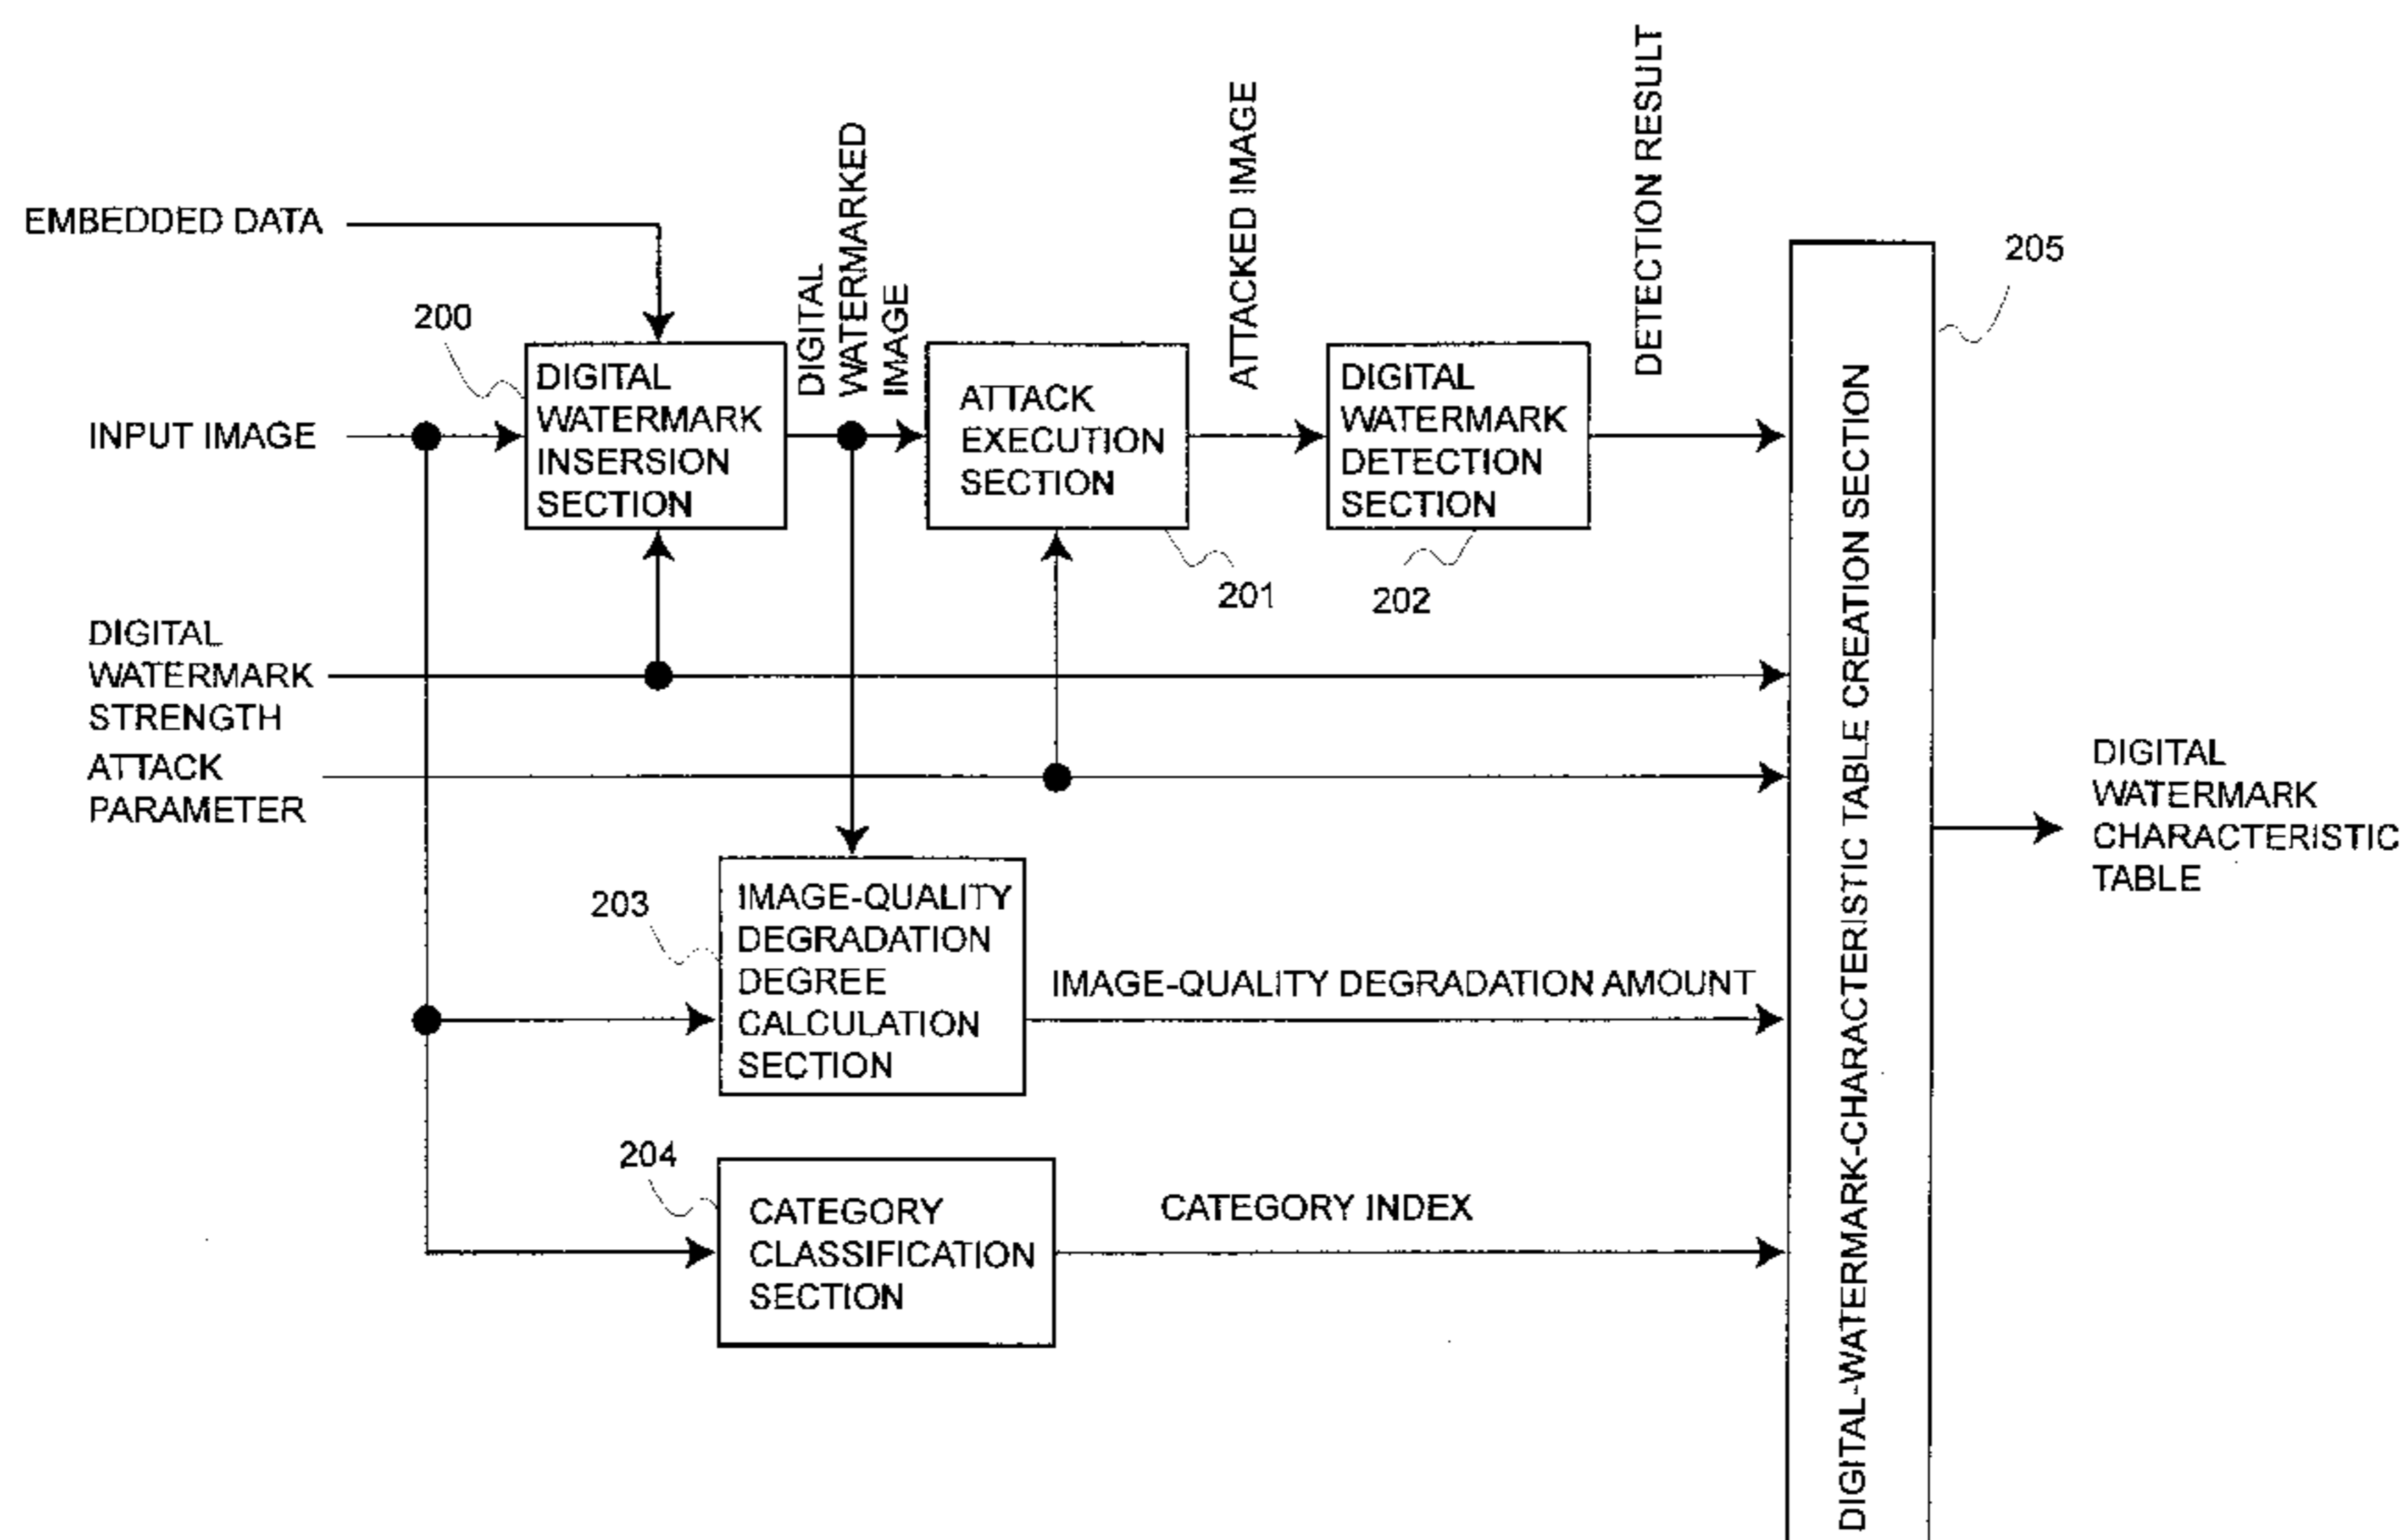 EMBEDDED DATA
200
DIGITAL
WATERMARK
INSERSION
SECTION
INPUT IMAGE
DIGITAL
WATERMARKED
IMAGE
ATTACK
EXECUTION
SECTION
201
ATTACKED IMAGE
DIGITAL
WATERMARK
DETECTION
SECTION
202
DETECTION RESULT
205
DIGITAL
WATERMARK
STRENGTH
ATTACK
PARAMETER
203
IMAGE-QUALITY
DEGRADATION
DEGREE
CALCULATION
SECTION
IMAGE-QUALITY DEGRADATION AMOUNT
204
CATEGORY
CLASSIFICATION
SECTION
CATEGORY INDEX
DIGITAL-WATERMARK-CHARACTERISTIC TABLE CREATION SECTION
DIGITAL
WATERMARK
CHARACTERISTIC
TABLE